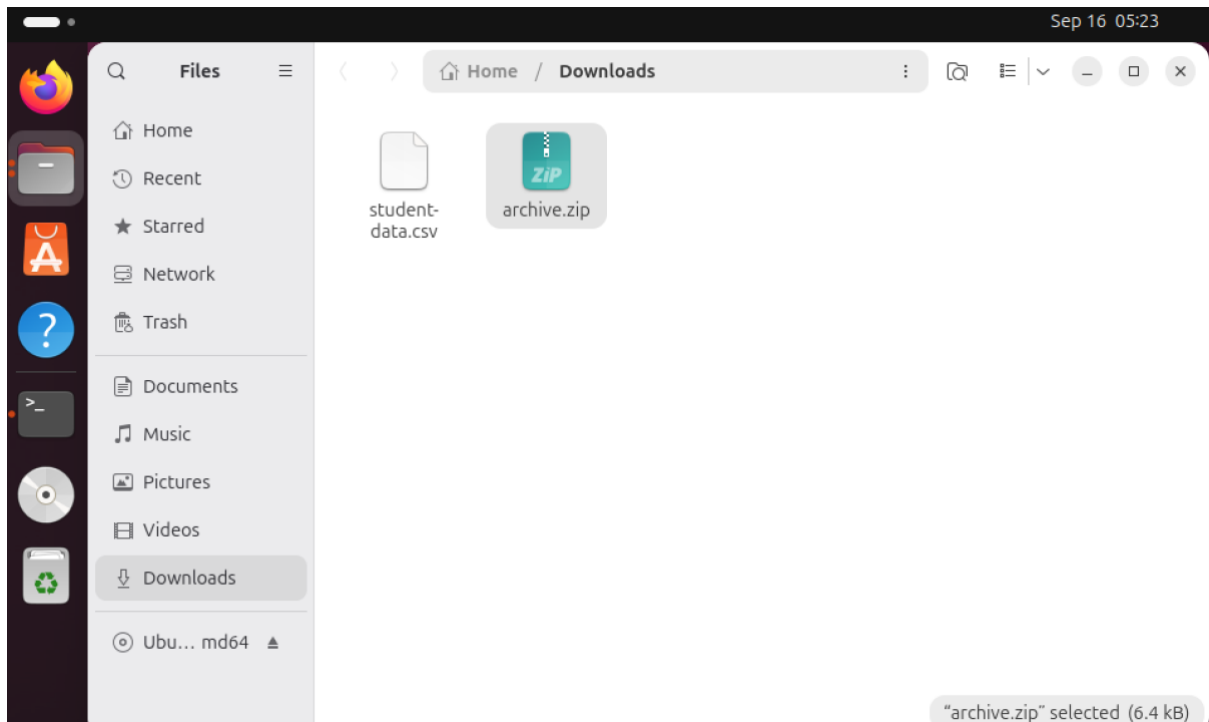 Sep 16 05:23
Files
Home / Downloads
Home
Recent
Starred
Network
Trash
Documents
Music
Pictures
Videos
Downloads
Ubu… md64
student-
data.csv
ZiP
archive.zip
?
>_
A
"archive.zip" selected (6.4 kB)